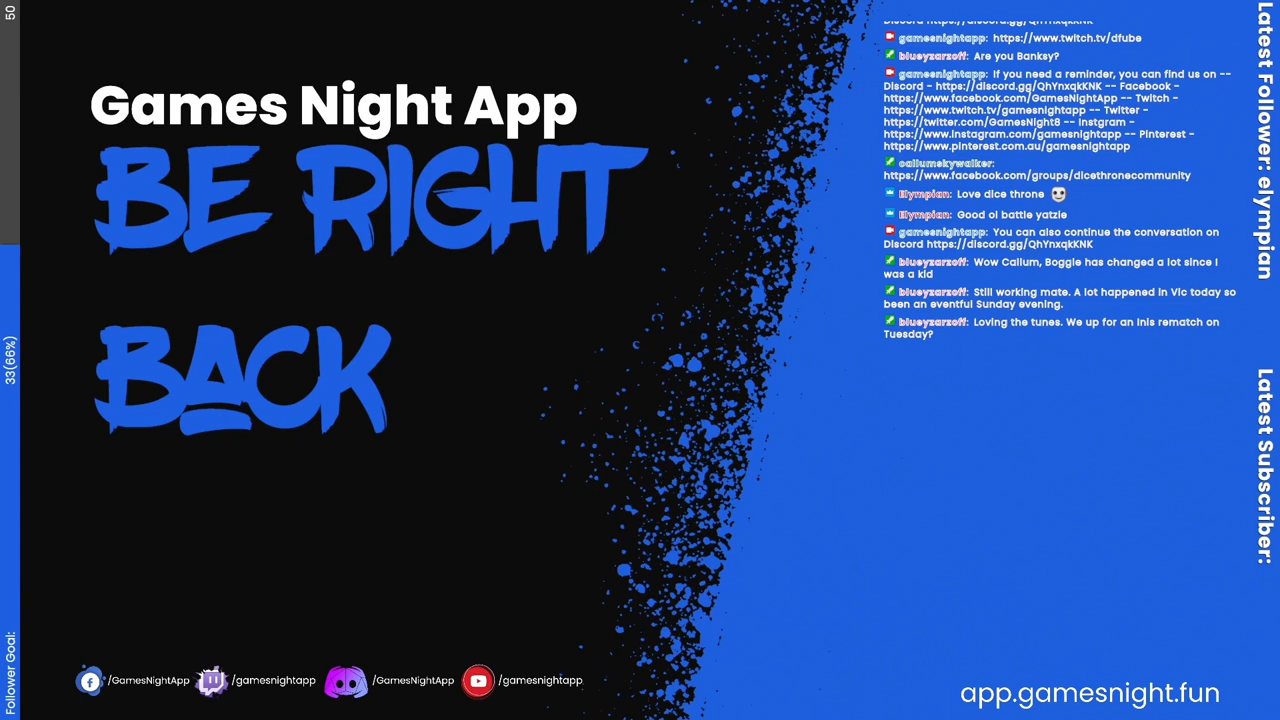 50
33(66%)
Follower Goal:
Games Night App
BE RIGHT
BACK
/GamesNightApp
/gamesnightapp
/GamesNightApp
/gamesnightapp
Discord https://discord.gg/QhYnxqkKNK
gamesnightapp: https://www.twitch.tv/dfube
blueyzarzoff: Are you Banksy?
gamesnightapp: If you need a reminder, you can find us on --
Discord - https://discord.gg/QhYnxqkKNK -- Facebook -
https://www.facebook.com/GamesNightApp -- Twitch -
https://www.twitch.tv/gamesnightapp -- Twitter -
https://twitter.com/GamesNight8 -- Instgram -
https://www.instagram.com/gamesnightapp -- Pinterest -
https://www.pinterest.com.au/gamesnightapp
callumskywalker:
https://www.facebook.com/groups/dicethronecommunity
Elympian: Love dice throne
Elympian: Good ol battle yatzie
gamesnightapp: You can also continue the conversation on
Discord https://discord.gg/QhYnxqkKNK
blueyzarzoff: Wow Callum, Boggle has changed a lot since I
was a kid
blueyzarzoff: Still working mate. A lot happened in Vic today so
been an eventful Sunday evening.
blueyzarzoff: Loving the tunes. We up for an Inis rematch on
Tuesday?
Latest Follower: elympian
Latest Subscriber:
app.gamesnight.fun